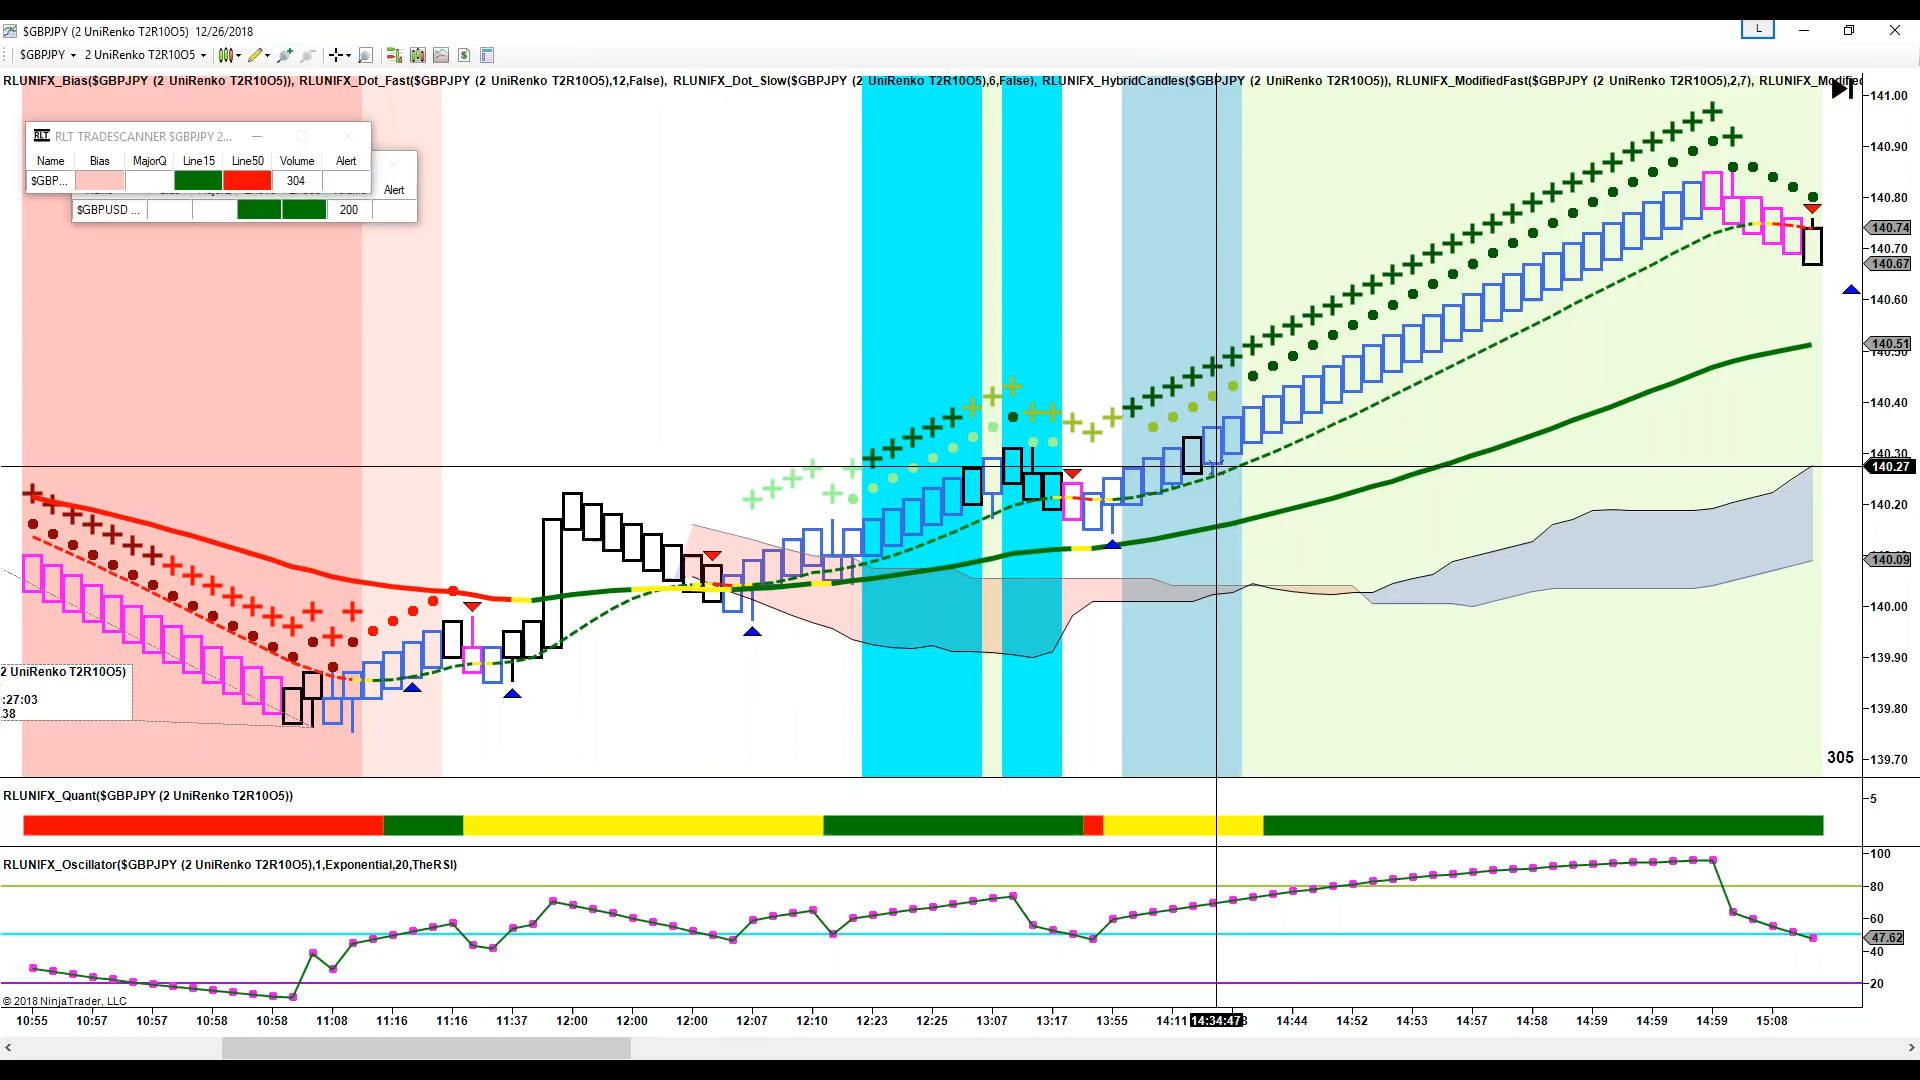 $GBPJPY (2 UniRenko T2R10O5)  12/26/2018
L
$GBPJPY  2 UniRenko T2R10O5
RLUNIFX_Bias($GBPJPY (2 UniRenko T2R10O5)), RLUNIFX_Dot_Fast($GBPJPY (2 UniRenko T2R10O5),12,False), RLUNIFX_Dot_Slow($GBPJPY (2 UniRenko T2R10O5),6,False), RLUNIFX_HybridCandles($GBPJPY (2 UniRenko T2R10O5)), RLUNIFX_ModifiedFast($GBPJPY (2 UniRenko T2R10O5),2,7), RLUNIFX_Modified
RLT RLT TRADESCANNER $GBPJPY 2...
Name Bias MajorQ Line15 Line50 Volume Alert
$GBP... 304
Alert
$GBPUSD ... 200
141.00
140.90
140.80
140.74
140.70
140.67
140.60
140.51
140.40
140.30
140.27
140.20
140.09
140.00
139.90
139.80
139.70
2 UniRenko T2R10O5)
:27:03
.38
305
RLUNIFX_Quant($GBPJPY (2 UniRenko T2R10O5))
5
RLUNIFX_Oscillator($GBPJPY (2 UniRenko T2R10O5),1,Exponential,20,TheRSI)
100
80
60
47.62
40
20
© 2018 NinjaTrader, LLC
10:55 10:57 10:57 10:58 10:58 11:08 11:16 11:16 11:37 12:00 12:00 12:00 12:07 12:10 12:23 12:25 13:07 13:17 13:55 14:11 14:34:47 14:44 14:52 14:53 14:57 14:58 14:59 14:59 14:59 15:08